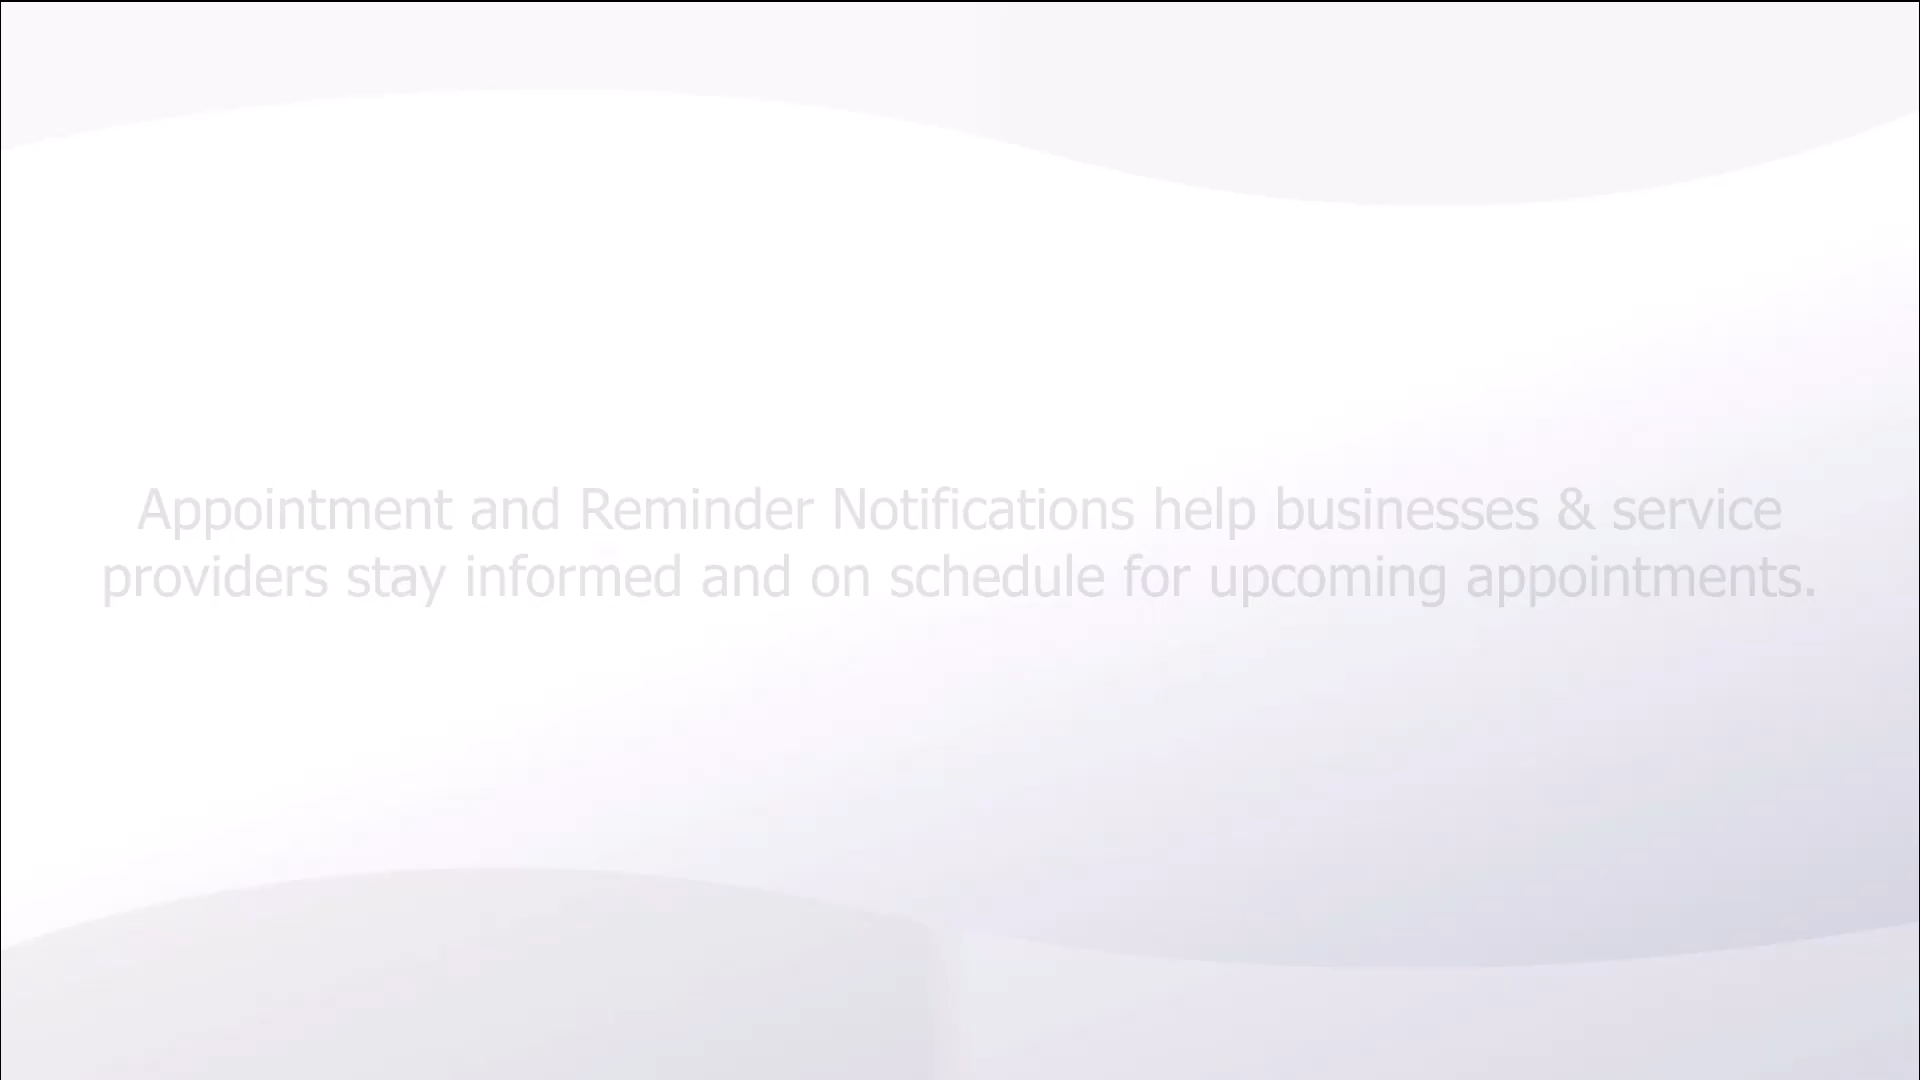 Appointment and Reminder Notifications help businesses & service
providers stay informed and on schedule for upcoming appointments.